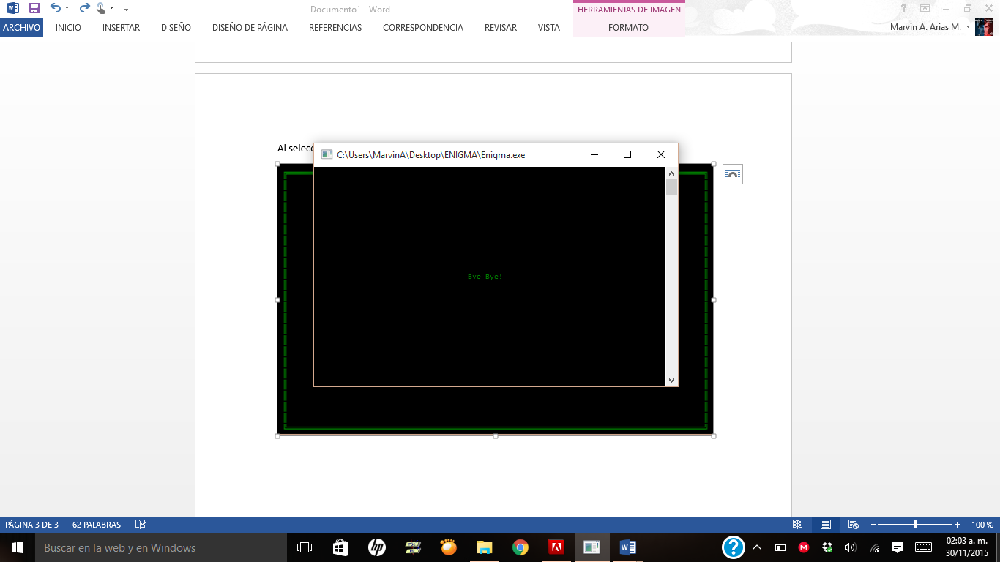 Documento1 - Word
HERRAMIENTAS DE IMAGEN
?
ARCHIVO INICIO INSERTAR DISEÑO DISEÑO DE PÁGINA REFERENCIAS CORRESPONDENCIA REVISAR VISTA FORMATO Marvin A. Arias M.
Al selecc
C:\Users\MarvinA\Desktop\ENIGMA\Enigma.exe
Bye Bye!
PÁGINA 3 DE 3 62 PALABRAS 100 %
Buscar en la web y en Windows
02:03 a. m.
30/11/2015